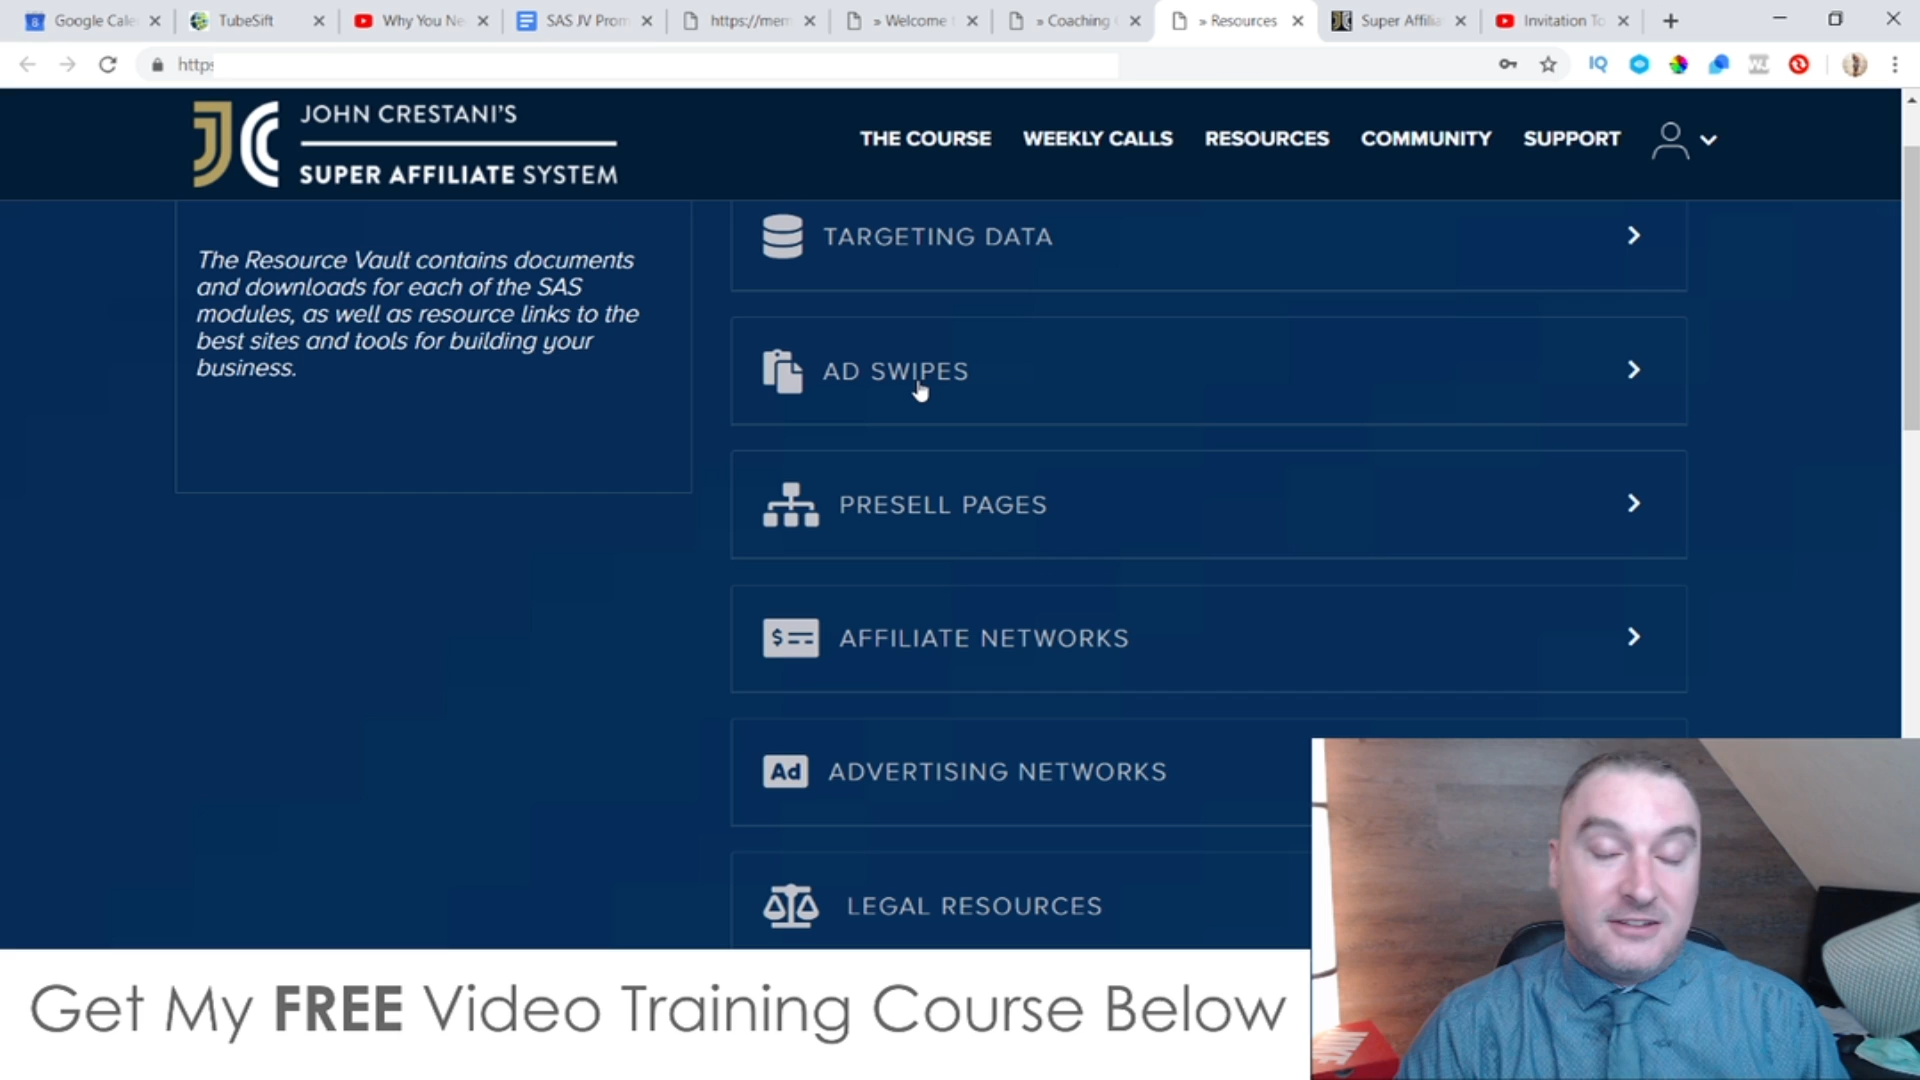 Google Cale
TubeSift
Why You Ne
SAS JV Prom
https://mem
» Welcome t
» Coaching
» Resources
Super Affilia
Invitation To
https
IQ
JC
JOHN CRESTANI'S
SUPER AFFILIATE SYSTEM
THE COURSE
WEEKLY CALLS
RESOURCES
COMMUNITY
SUPPORT
The Resource Vault contains documents
and downloads for each of the SAS
modules, as well as resource links to the
best sites and tools for building your
business.
TARGETING DATA
AD SWIPES
PRESELL PAGES
$
AFFILIATE NETWORKS
Ad
ADVERTISING NETWORKS
LEGAL RESOURCES
Get My FREE Video Training Course Below